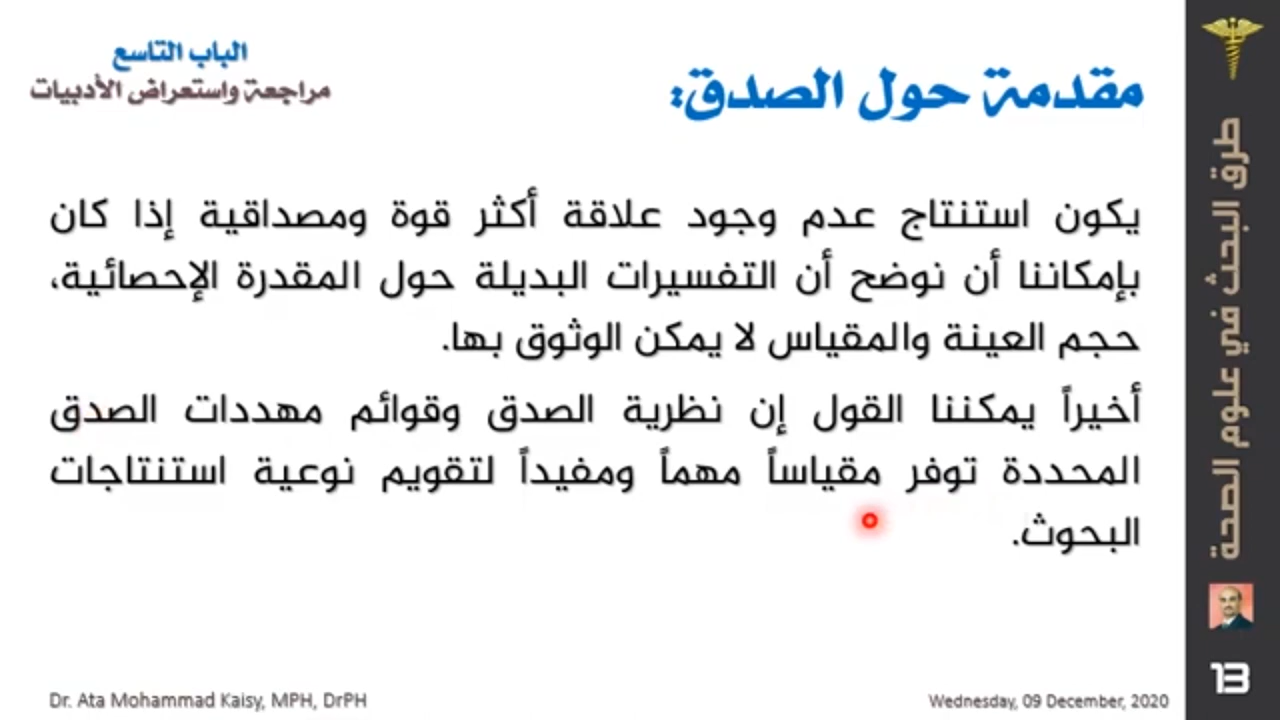 الباب التاسع
مراجعة واستعراض الأدبيات
مقدمة حول الصدق:
يكون استنتاج عدم وجود علاقة أكثر قوة ومصداقية إذا كان
بإمكاننا أن نوضح أن التفسيرات البديلة حول المقدرة الإحصائية،
حجم العينة والمقياس لا يمكن الوثوق بها.
أخيراً يمكننا القول إن نظرية الصدق وقوائم مهددات الصدق
المحددة توفر مقياساً مهماً ومفيداً لتقويم نوعية استنتاجات
البحوث.
طرق البحث في علوم الصحة
13
Dr. Ata Mohammad Kaisy, MPH, DrPH
Wednesday, 09 December, 2020